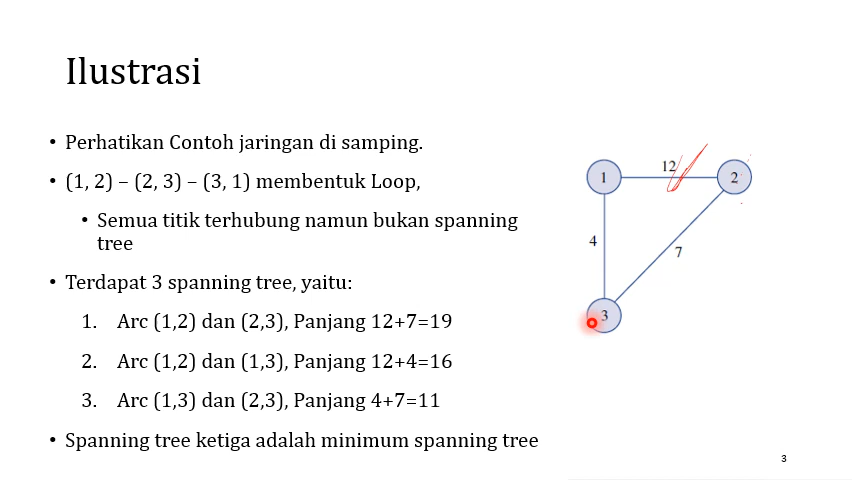 Ilustrasi
• Perhatikan Contoh jaringan di samping.
• (1, 2) – (2, 3) – (3, 1) membentuk Loop,
• Semua titik terhubung namun bukan spanning
tree
• Terdapat 3 spanning tree, yaitu:
1. Arc (1,2) dan (2,3), Panjang 12+7=19
2. Arc (1,2) dan (1,3), Panjang 12+4=16
3. Arc (1,3) dan (2,3), Panjang 4+7=11
• Spanning tree ketiga adalah minimum spanning tree
12
1
2
4
7
3
3